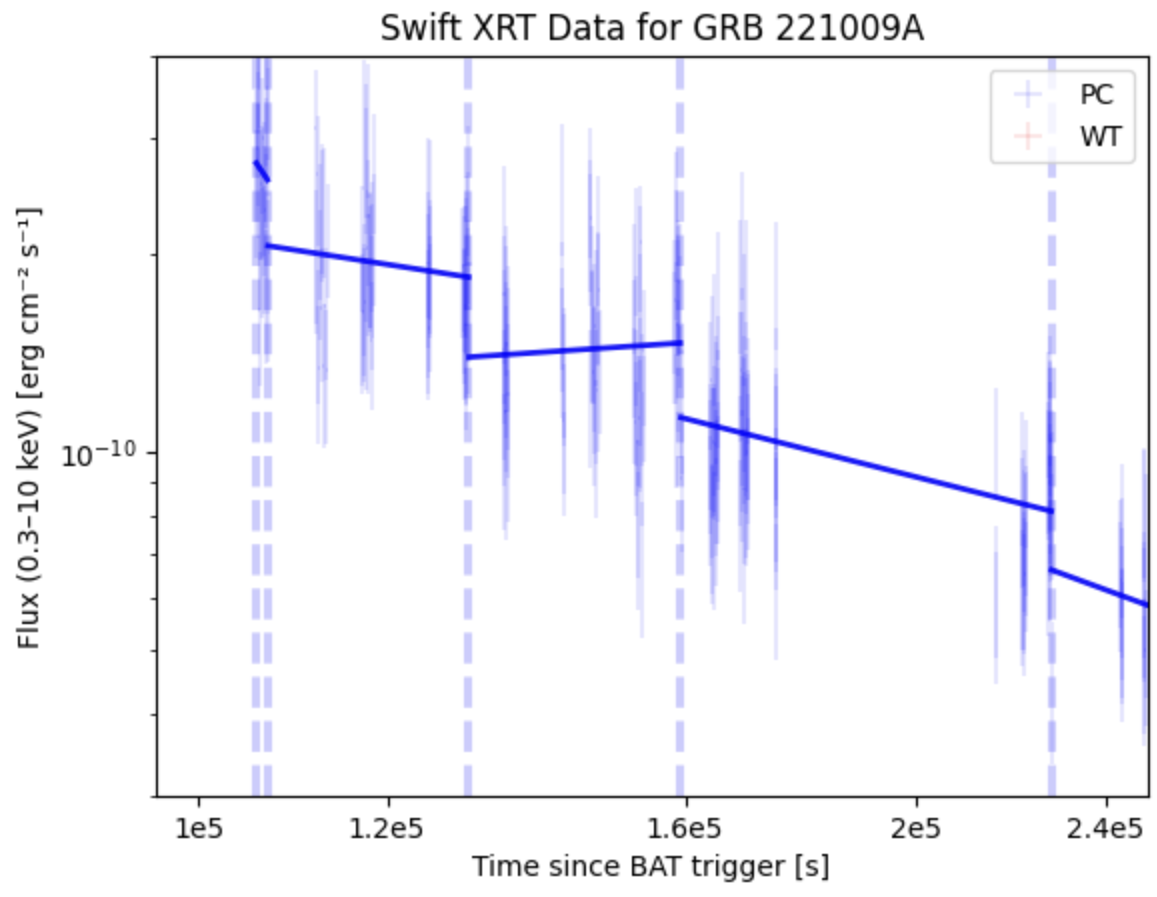 Swift XRT Data for GRB 221009A
PC
WT
Flux (0.3–10 keV) [erg cm⁻² s⁻¹]
10⁻¹⁰
1e5
1.2e5
1.6e5
2e5
2.4e5
Time since BAT trigger [s]